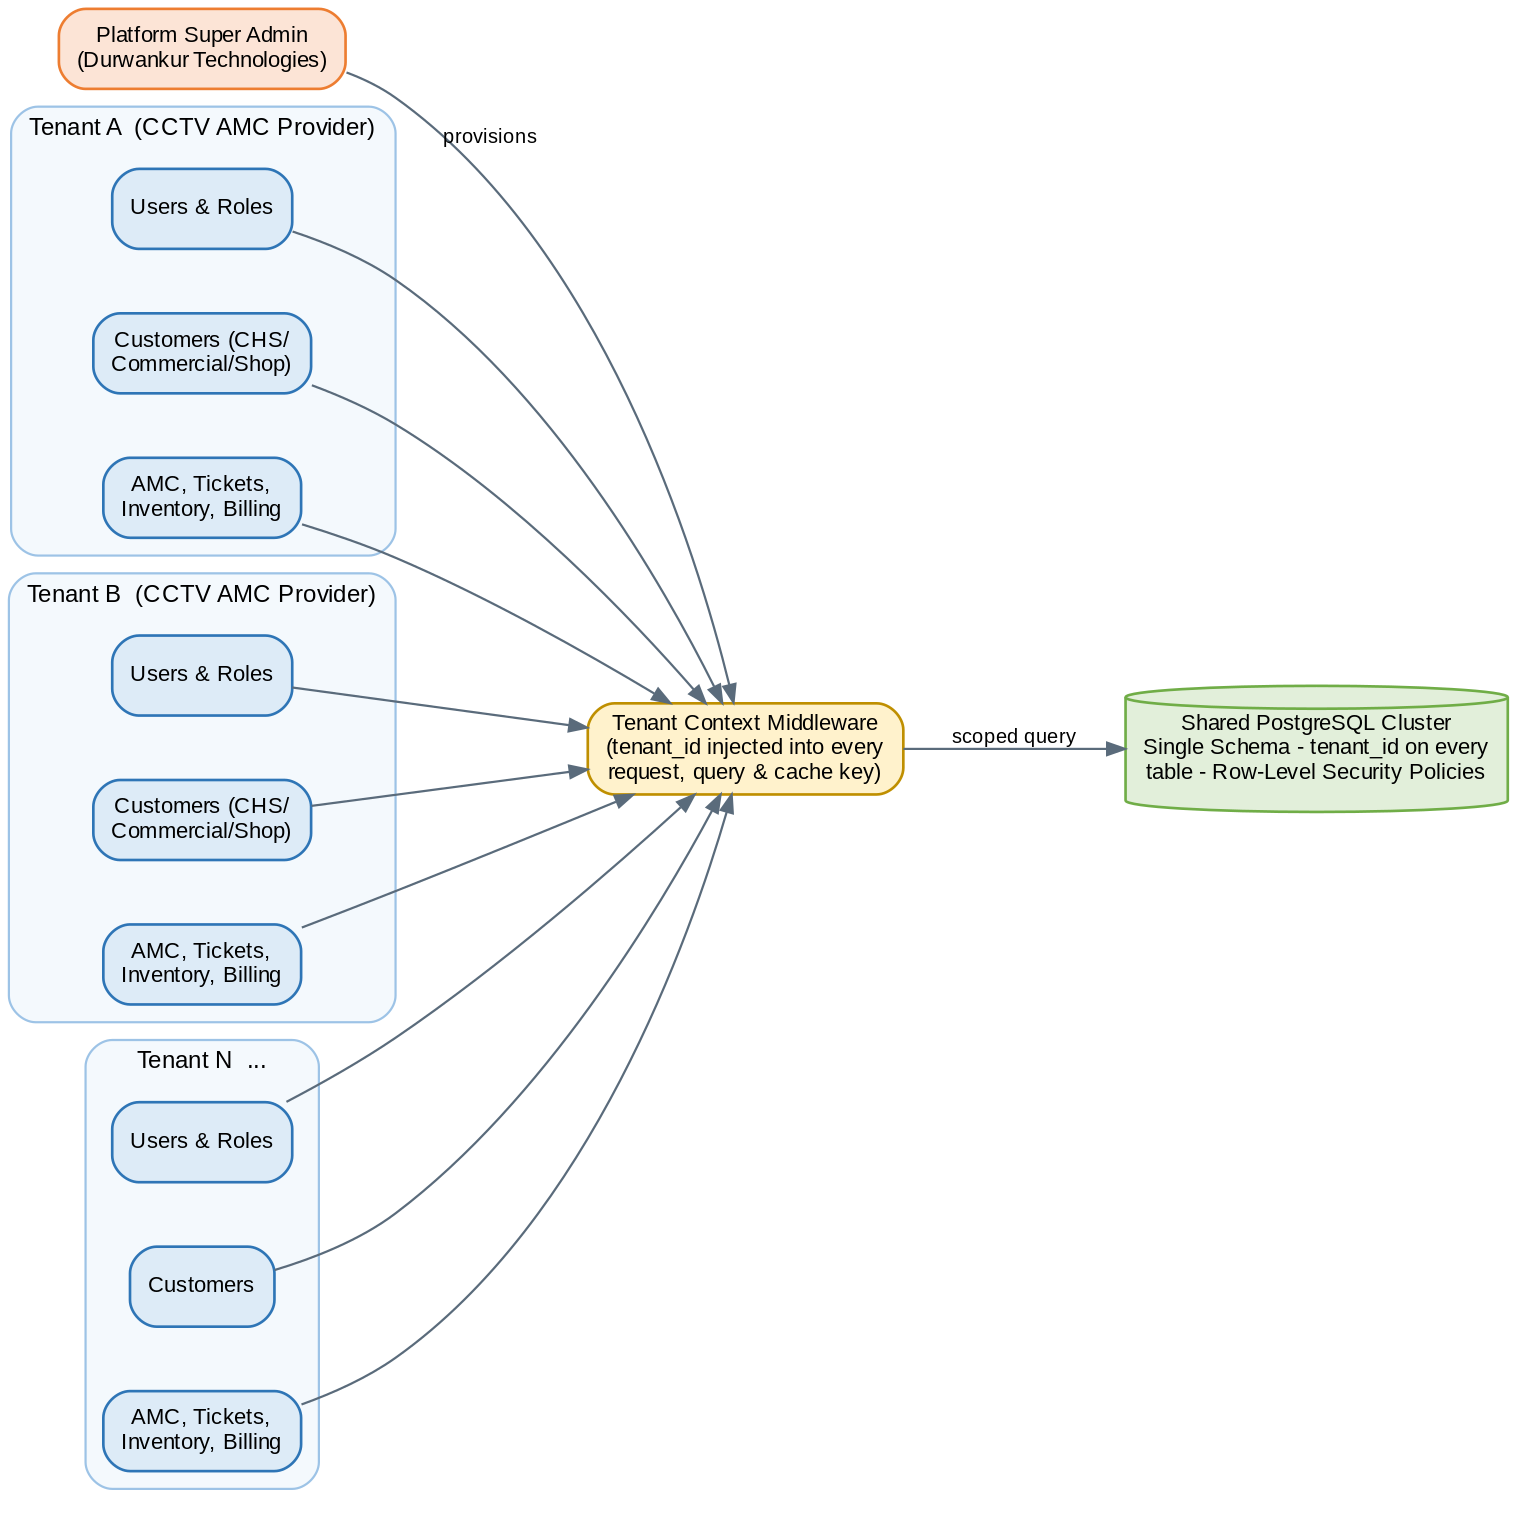 Platform Super Admin
(Durwankur Technologies)
provisions
Tenant A  (CCTV AMC Provider)
Users & Roles
Customers (CHS/
Commercial/Shop)
AMC, Tickets,
Inventory, Billing
Tenant B  (CCTV AMC Provider)
Users & Roles
Customers (CHS/
Commercial/Shop)
AMC, Tickets,
Inventory, Billing
Tenant N  ...
Users & Roles
Customers
AMC, Tickets,
Inventory, Billing
Tenant Context Middleware
(tenant_id injected into every
request, query & cache key)
scoped query
Shared PostgreSQL Cluster
Single Schema - tenant_id on every
table - Row-Level Security Policies